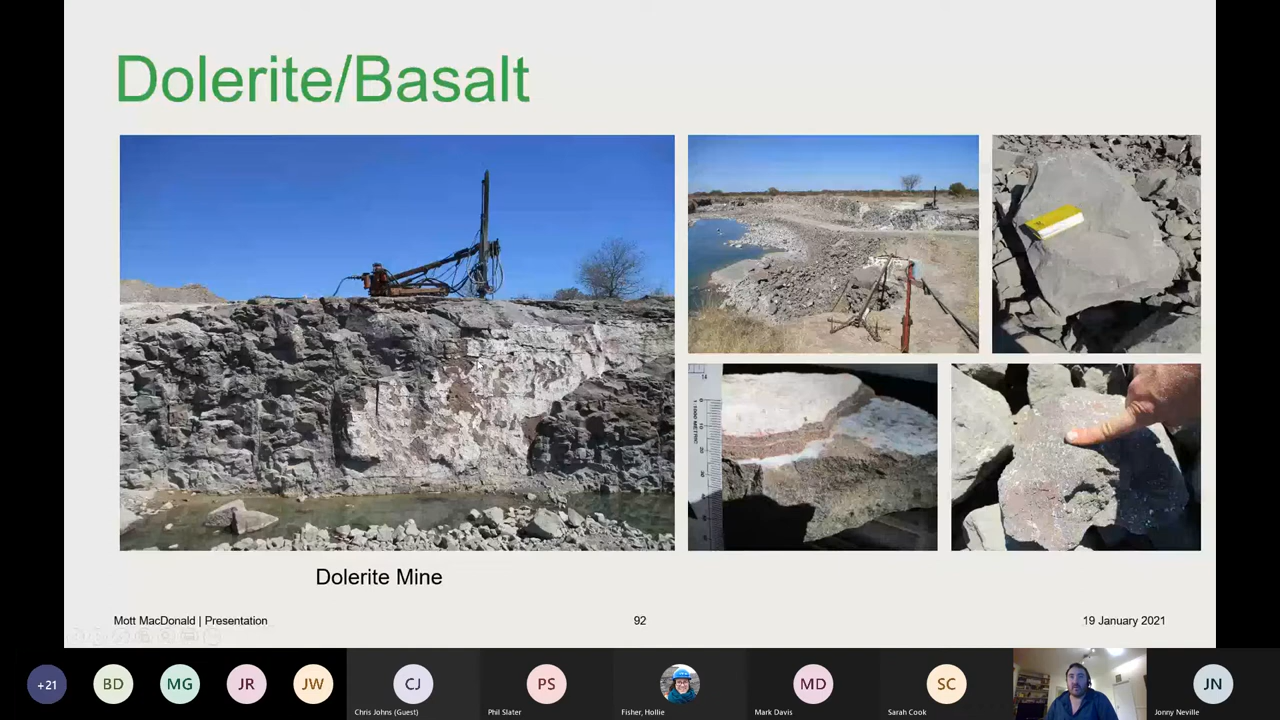 Dolerite/Basalt
Dolerite Mine
Mott MacDonald | Presentation
92
19 January 2021
+21
BD
MG
JR
JW
CJ
PS
MD
SC
JN
Chris Johns (Guest)
Phil Slater
Fisher, Hollie
Mark Davis
Sarah Cook
Jonny Neville